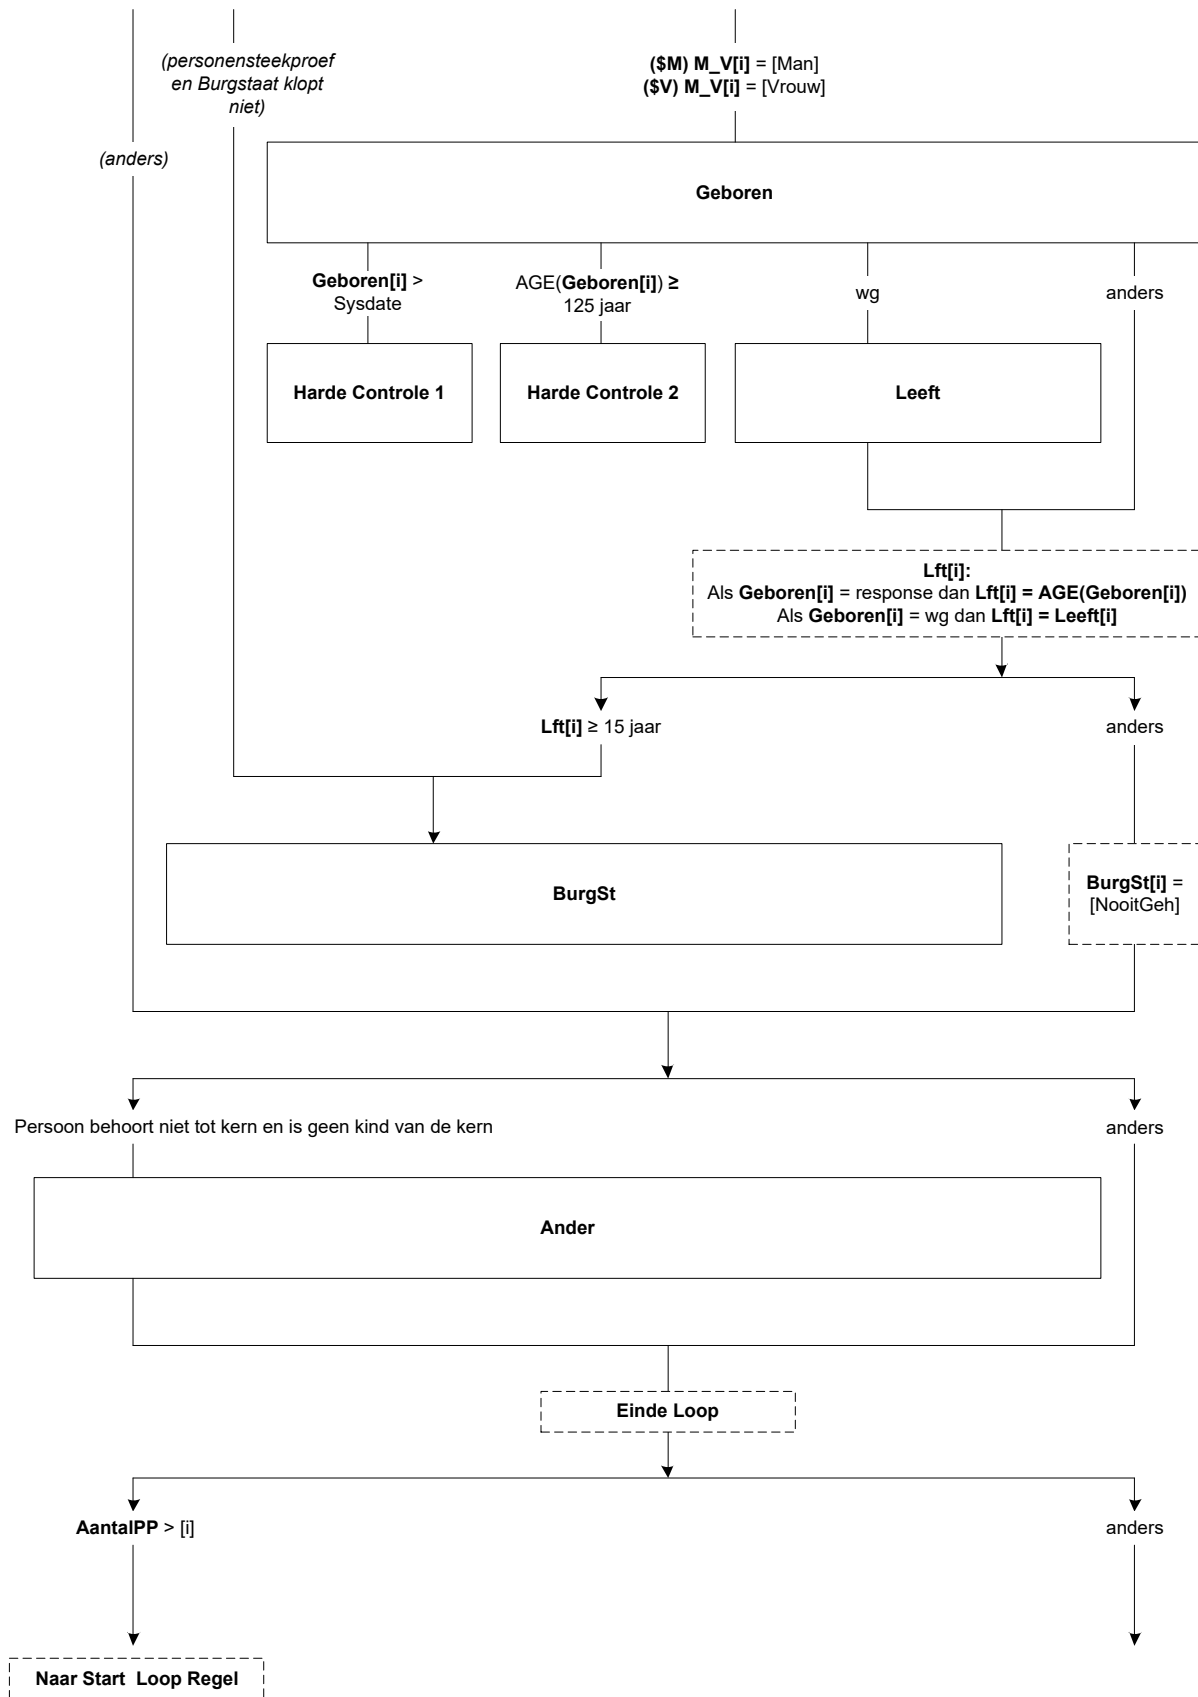 (personensteekproef
en Burgstaat klopt
niet)
($M) M_V[i] = [Man]
($V) M_V[i] = [Vrouw]
(anders)
Geboren
Geboren[i] >
Sysdate
AGE(Geboren[i]) ≥
125 jaar
wg
anders
Harde Controle 1
Harde Controle 2
Leeft
Lft[i]:
Als Geboren[i] = response dan Lft[i] = AGE(Geboren[i])
Als Geboren[i] = wg dan Lft[i] = Leeft[i]
Lft[i] ≥ 15 jaar
anders
BurgSt
BurgSt[i] =
[NooitGeh]
Persoon behoort niet tot kern en is geen kind van de kern
anders
Ander
Einde Loop
AantalPP > [i]
anders
Naar Start Loop Regel